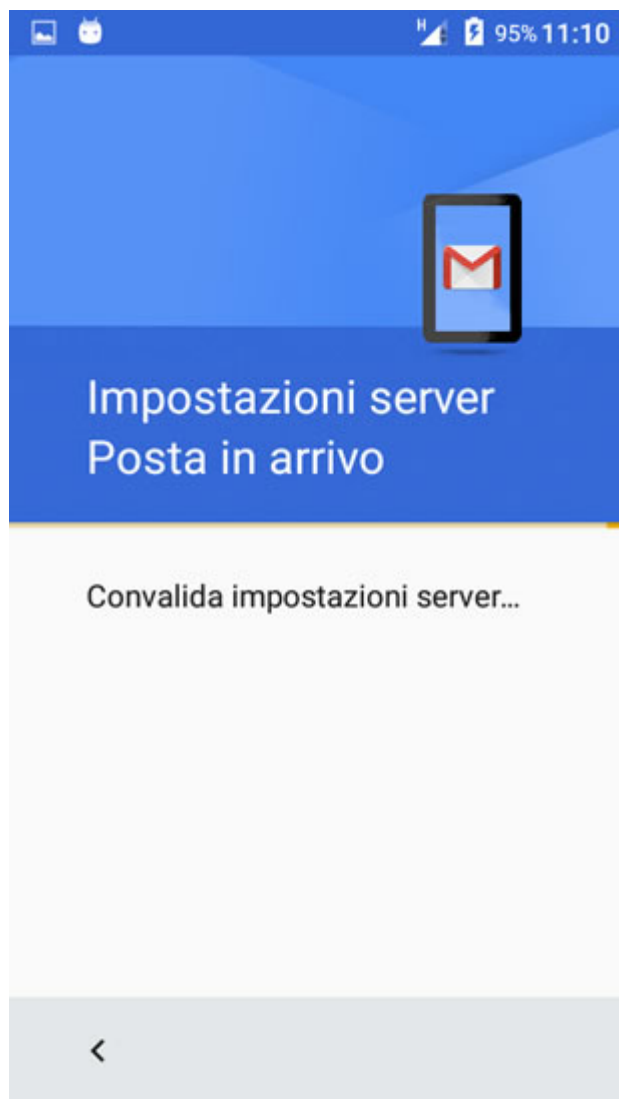 H 95% 11:10
Impostazioni server
Posta in arrivo
Convalida impostazioni server...